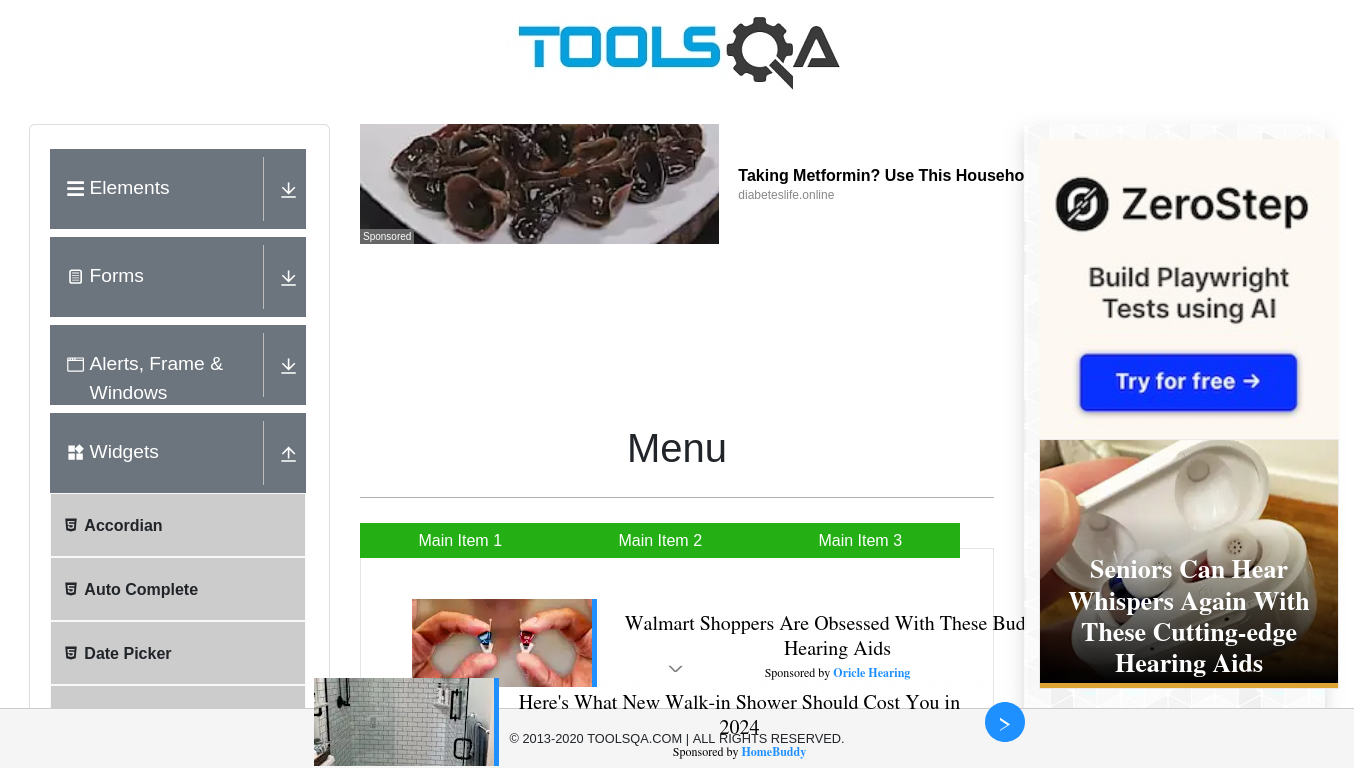 TOOLSQA
Elements
Forms
Alerts, Frame &
Windows
Widgets
Accordian
Auto Complete
Date Picker
Sponsored
Taking Metformin? Use This Househo
diabeteslife.online
Menu
Main Item 1
Main Item 2
Main Item 3
Walmart Shoppers Are Obsessed With These Bud
Hearing Aids
Sponsored by Oricle Hearing
Here's What New Walk-in Shower Should Cost You in
2024
© 2013-2020 TOOLSQA.COM | ALL RIGHTS RESERVED.
Sponsored by HomeBuddy
ZeroStep
Build Playwright
Tests using AI
Try for free →
Seniors Can Hear
Whispers Again With
These Cutting-edge
Hearing Aids